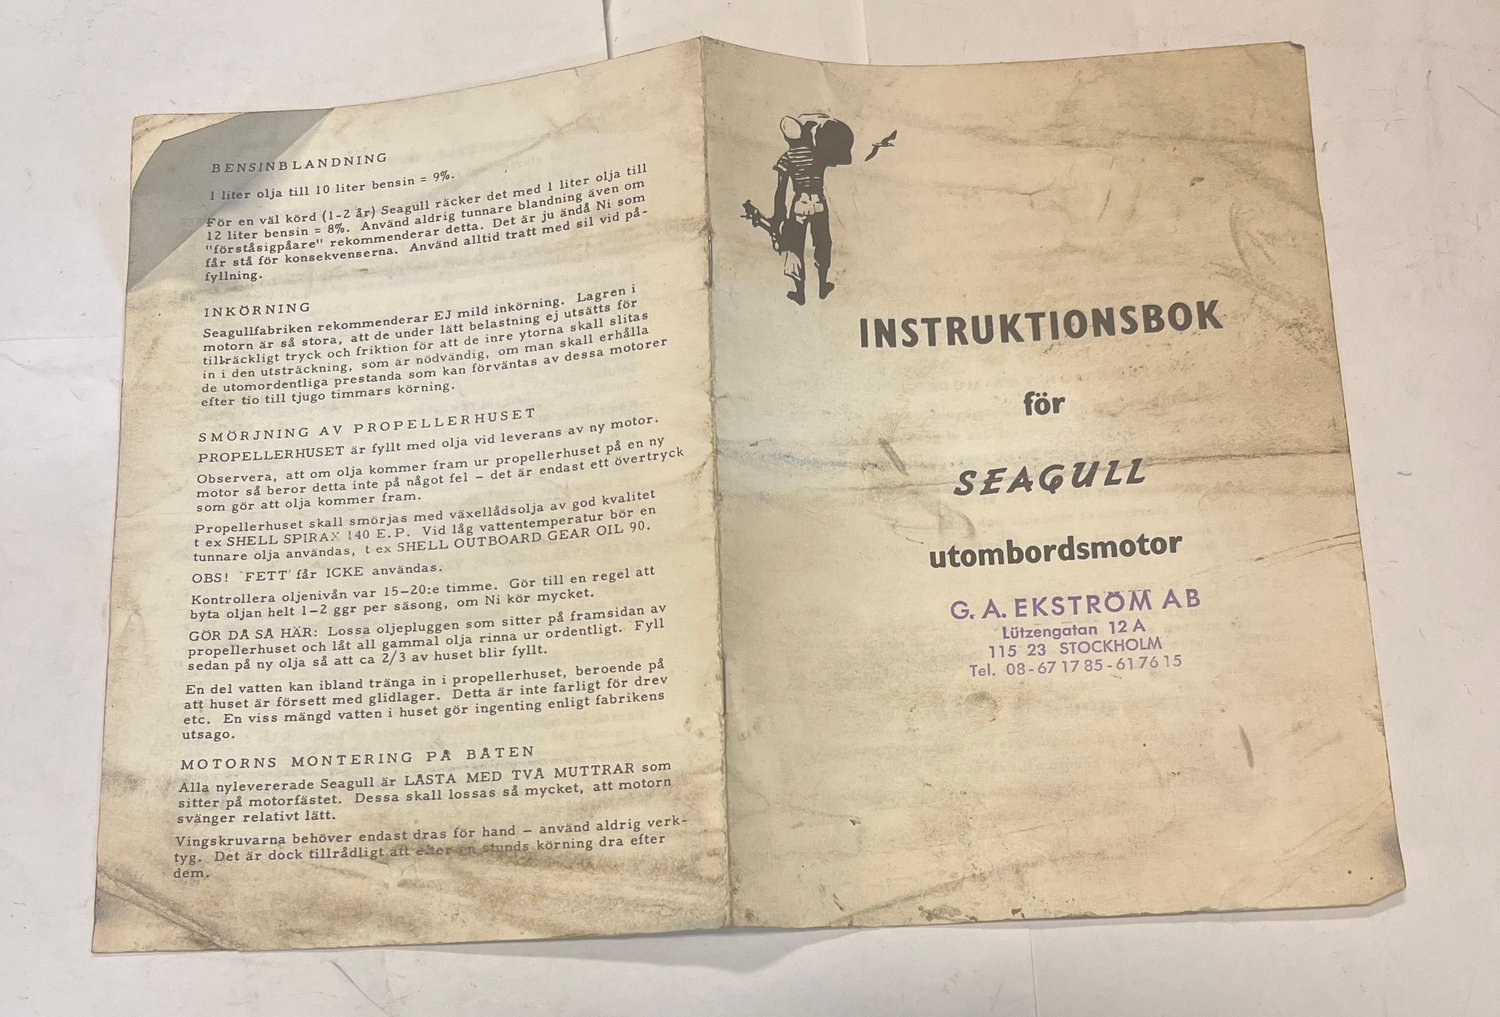 BENSINBLANDNING
1 liter olja till 10 liter bensin = 9%.
För en väl körd (1-2 år) Seagull räcker det med 1 liter olja till
12 liter bensin = 8%. Använd aldrig tunnare blandning även om
"förståsigpåare" rekommenderar detta. Det är ju ändå Ni som
får stå för konsekvenserna. Använd alltid tratt med sil vid på-
fyllning.
INKÖRNING
Seagullfabriken rekommenderar EJ mild inkörning. Lagren i
motorn är så stora, att de under lätt belastning ej utsätts för
tillräckligt tryck och friktion för att de inre ytorna skall slitas
in i den utsträckning, som är nödvändig, om man skall erhålla
de utomordentliga prestanda som kan förväntas av dessa motorer
efter tio till tjugo timmars körning.
SMÖRJNING AV PROPELLERHUSET
PROPELLERHUSET är fyllt med olja vid leverans av ny motor.
Observera, att om olja kommer fram ur propellerhuset på en ny
motor så beror detta inte på något fel - det är endast ett övertryck
som gör att olja kommer fram.
Propellerhuset skall smörjas med växellådsolja av god kvalitet
t ex SHELL SPIRAX 140 E.P. Vid låg vattentemperatur bör en
tunnare olja användas, t ex SHELL OUTBOARD GEAR OIL 90.
OBS! FETT får ICKE användas.
Kontrollera oljenivån var 15-20:e timme. Gör till en regel att
byta oljan helt 1-2 ggr per säsong, om Ni kör mycket.
GÖR DÅ SÅ HÄR: Lossa oljepluggen som sitter på framsidan av
propellerhuset och låt all gammal olja rinna ur ordentligt. Fyll
sedan på ny olja så att ca 2/3 av huset blir fyllt.
En del vatten kan ibland tränga in i propellerhuset, beroende på
att huset är försett med glidlager. Detta är inte farligt för drev
etc. En viss mängd vatten i huset gör ingenting enligt fabrikens
utsago.
MOTORNS MONTERING PÅ BÅTEN
Alla nylevererade Seagull är LÅSTA MED TVÅ MUTTRAR som
sitter på motorfästet. Dessa skall lossas så mycket, att motorn
svänger relativt lätt.
Vingskruvarna behöver endast dras för hand - använd aldrig verk-
tyg. Det är dock tillrådligt att efter en stunds körning dra efter
dem.
INSTRUKTIONSBOK
för
SEAGULL
utombordsmotor
G. A. EKSTRÖM AB
Lützengatan 12 A
115 23 STOCKHOLM
Tel. 08-67 17 85-61 76 15